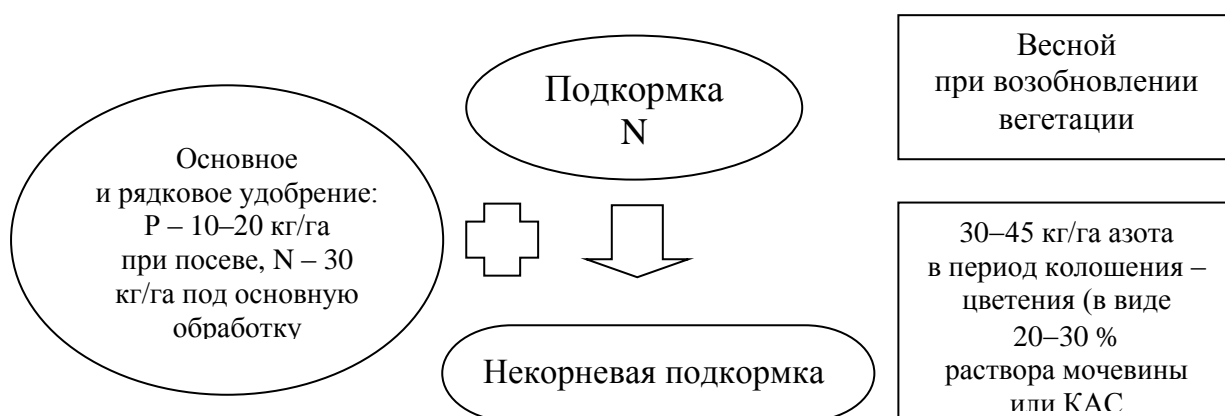 Основное
и рядковое удобрение:
Р – 10–20 кг/га
при посеве, N – 30
кг/га под основную
обработку
Подкормка
N
Некорневая подкормка
Весной
при возобновлении
вегетации
30–45 кг/га азота
в период колошения –
цветения (в виде
20–30 %
раствора мочевины
или КАС